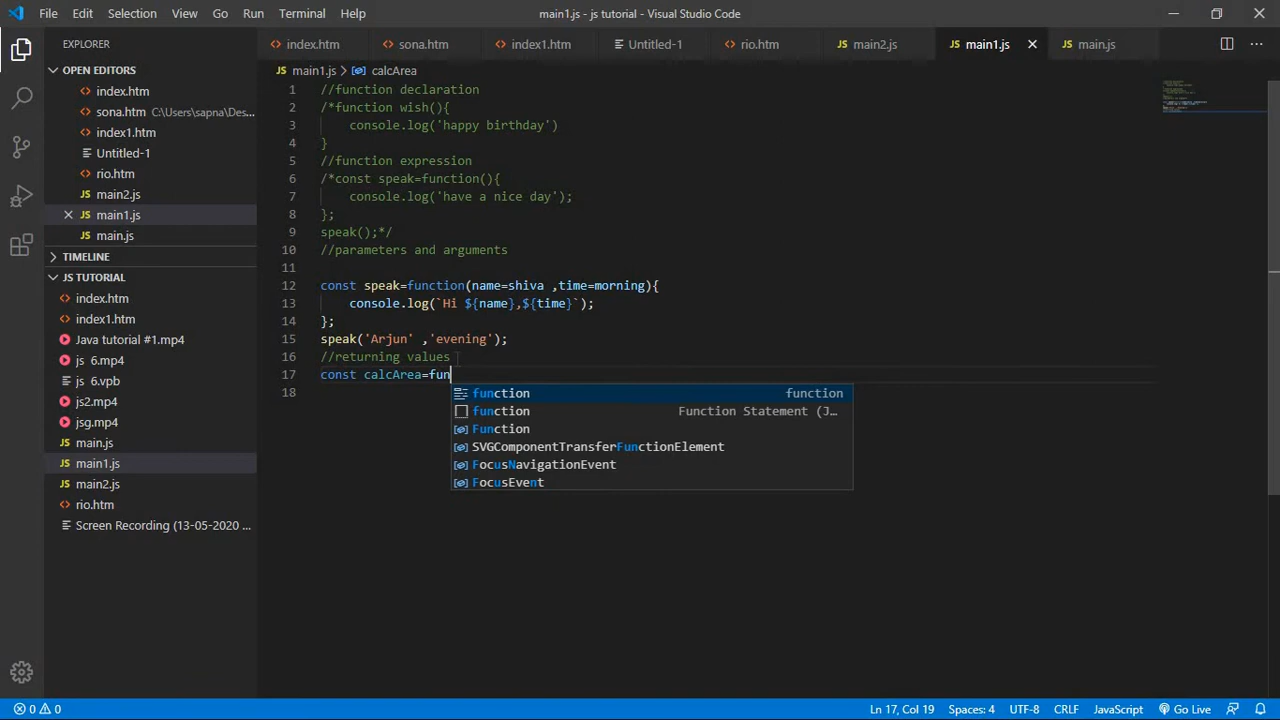 File Edit Selection View Go Run Terminal Help main1.js - js tutorial - Visual Studio Code
EXPLORER
index.htm sona.htm index1.htm Untitled-1 rio.htm main2.js main1.js main.js
main1.js > calcArea
OPEN EDITORS
index.htm
sona.htm C:\Users\sapna\Des...
index1.htm
Untitled-1
rio.htm
main2.js
main1.js
main.js
TIMELINE
JS TUTORIAL
index.htm
index1.htm
Java tutorial #1.mp4
js 6.mp4
js 6.vpb
js2.mp4
jsg.mp4
main.js
main1.js
main2.js
rio.htm
Screen Recording (13-05-2020 ...
1 //function declaration
2 /*function wish(){
3 console.log('happy birthday')
4 }
5 //function expression
6 /*const speak=function(){
7 console.log('have a nice day');
8 };
9 speak();*/
10 //parameters and arguments
11
12 const speak=function(name=shiva ,time=morning){
13 console.log(`Hi ${name},${time}`);
14 };
15 speak('Arjun' ,'evening');
16 //returning values
17 const calcArea=fun
18
function function
function Function Statement (J...
Function
SVGComponentTransferFunctionElement
FocusNavigationEvent
FocusEvent
0 0 Ln 17, Col 19 Spaces: 4 UTF-8 CRLF JavaScript Go Live